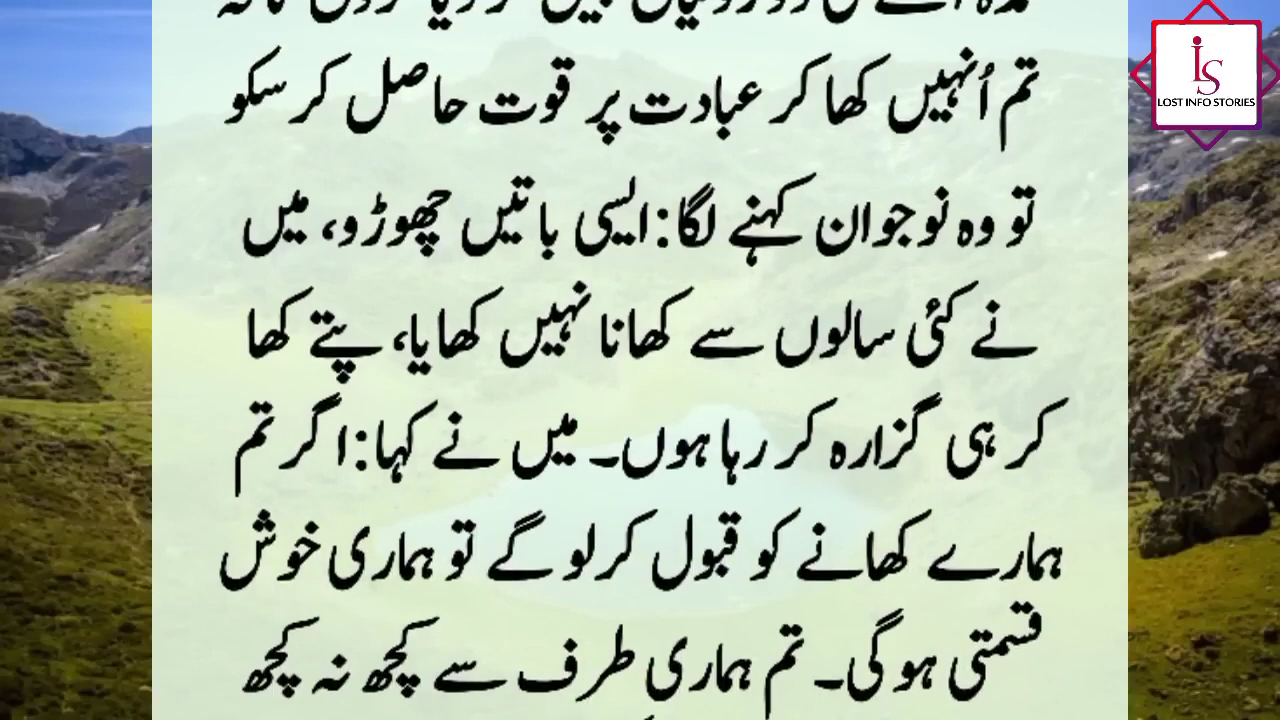 تم اُنہیں کھا کر عبادت پر قوت حاصل کر سکو
تو وہ نوجوان کہنے لگا: ایسی باتیں چھوڑو، میں
نے کئی سالوں سے کھانا نہیں کھایا، پتے کھا
کر ہی گزارہ کر رہا ہوں۔ میں نے کہا: اگر تم
ہمارے کھانے کو قبول کر لو گے تو ہماری خوش
قسمتی ہو گی۔ تم ہماری طرف سے کچھ نہ کچھ
LS
LOST INFO STORIES